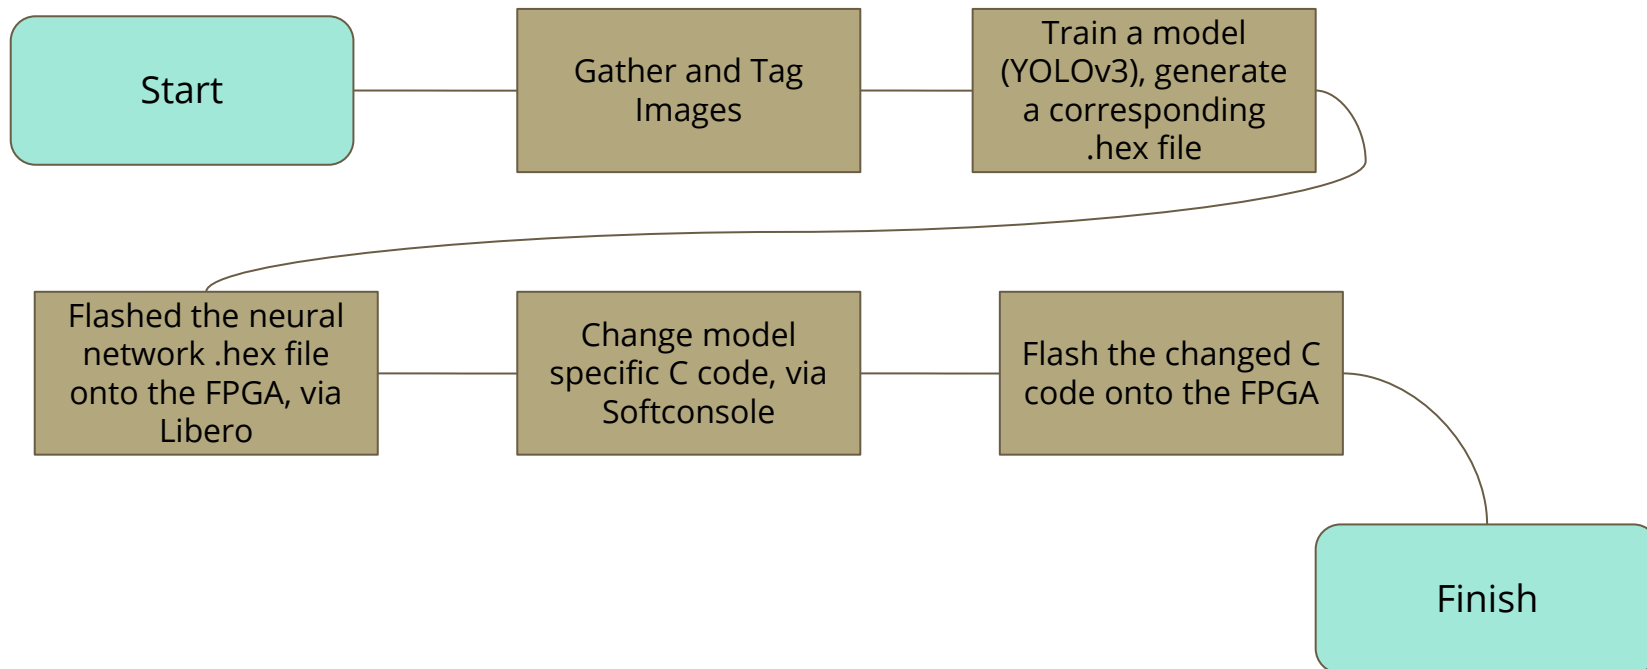 Start
Gather and Tag
Images
Train a model
(YOLOv3), generate
a corresponding
.hex file
Flashed the neural
network .hex file
onto the FPGA, via
Libero
Change model
specific C code, via
Softconsole
Flash the changed C
code onto the FPGA
Finish